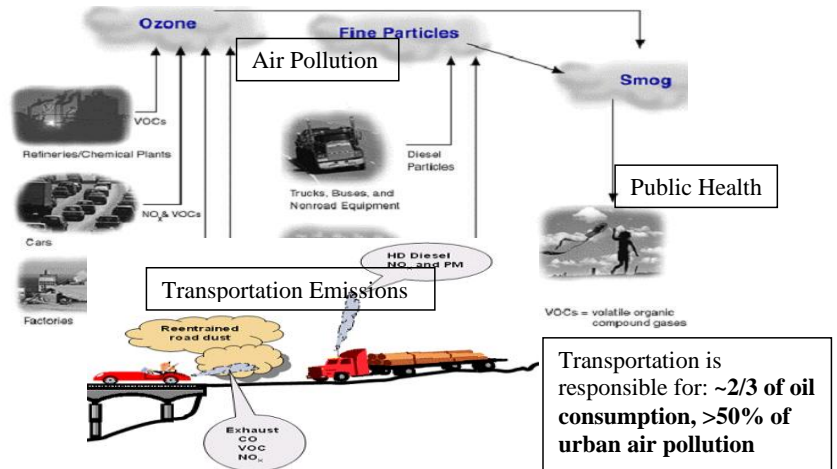 Ozone
Fine Particles
Air Pollution
Smog
VOCs
Refineries/Chemical Plants
Diesel
Particles
Trucks, Buses, and
Nonroad Equipment
Public Health
NOx & VOCs
Cars
HD Diesel
NOx and PM
Transportation Emissions
Factories
VOCs = volatile organic
compound gases
Reentrained
road dust
Exhaust
CO
VOC
NOx
Transportation is
responsible for: ~2/3 of oil
consumption, >50% of
urban air pollution